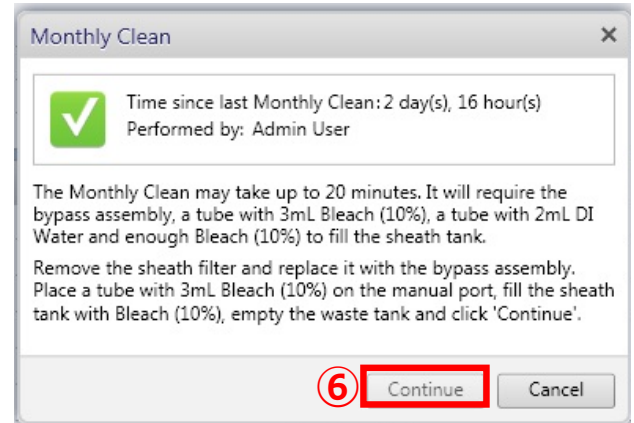 Monthly Clean
Time since last Monthly Clean: 2 day(s), 16 hour(s)
Performed by: Admin User
The Monthly Clean may take up to 20 minutes. It will require the
bypass assembly, a tube with 3mL Bleach (10%), a tube with 2mL DI
Water and enough Bleach (10%) to fill the sheath tank.
Remove the sheath filter and replace it with the bypass assembly.
Place a tube with 3mL Bleach (10%) on the manual port, fill the sheath
tank with Bleach (10%), empty the waste tank and click 'Continue'.
⑥ Continue Cancel